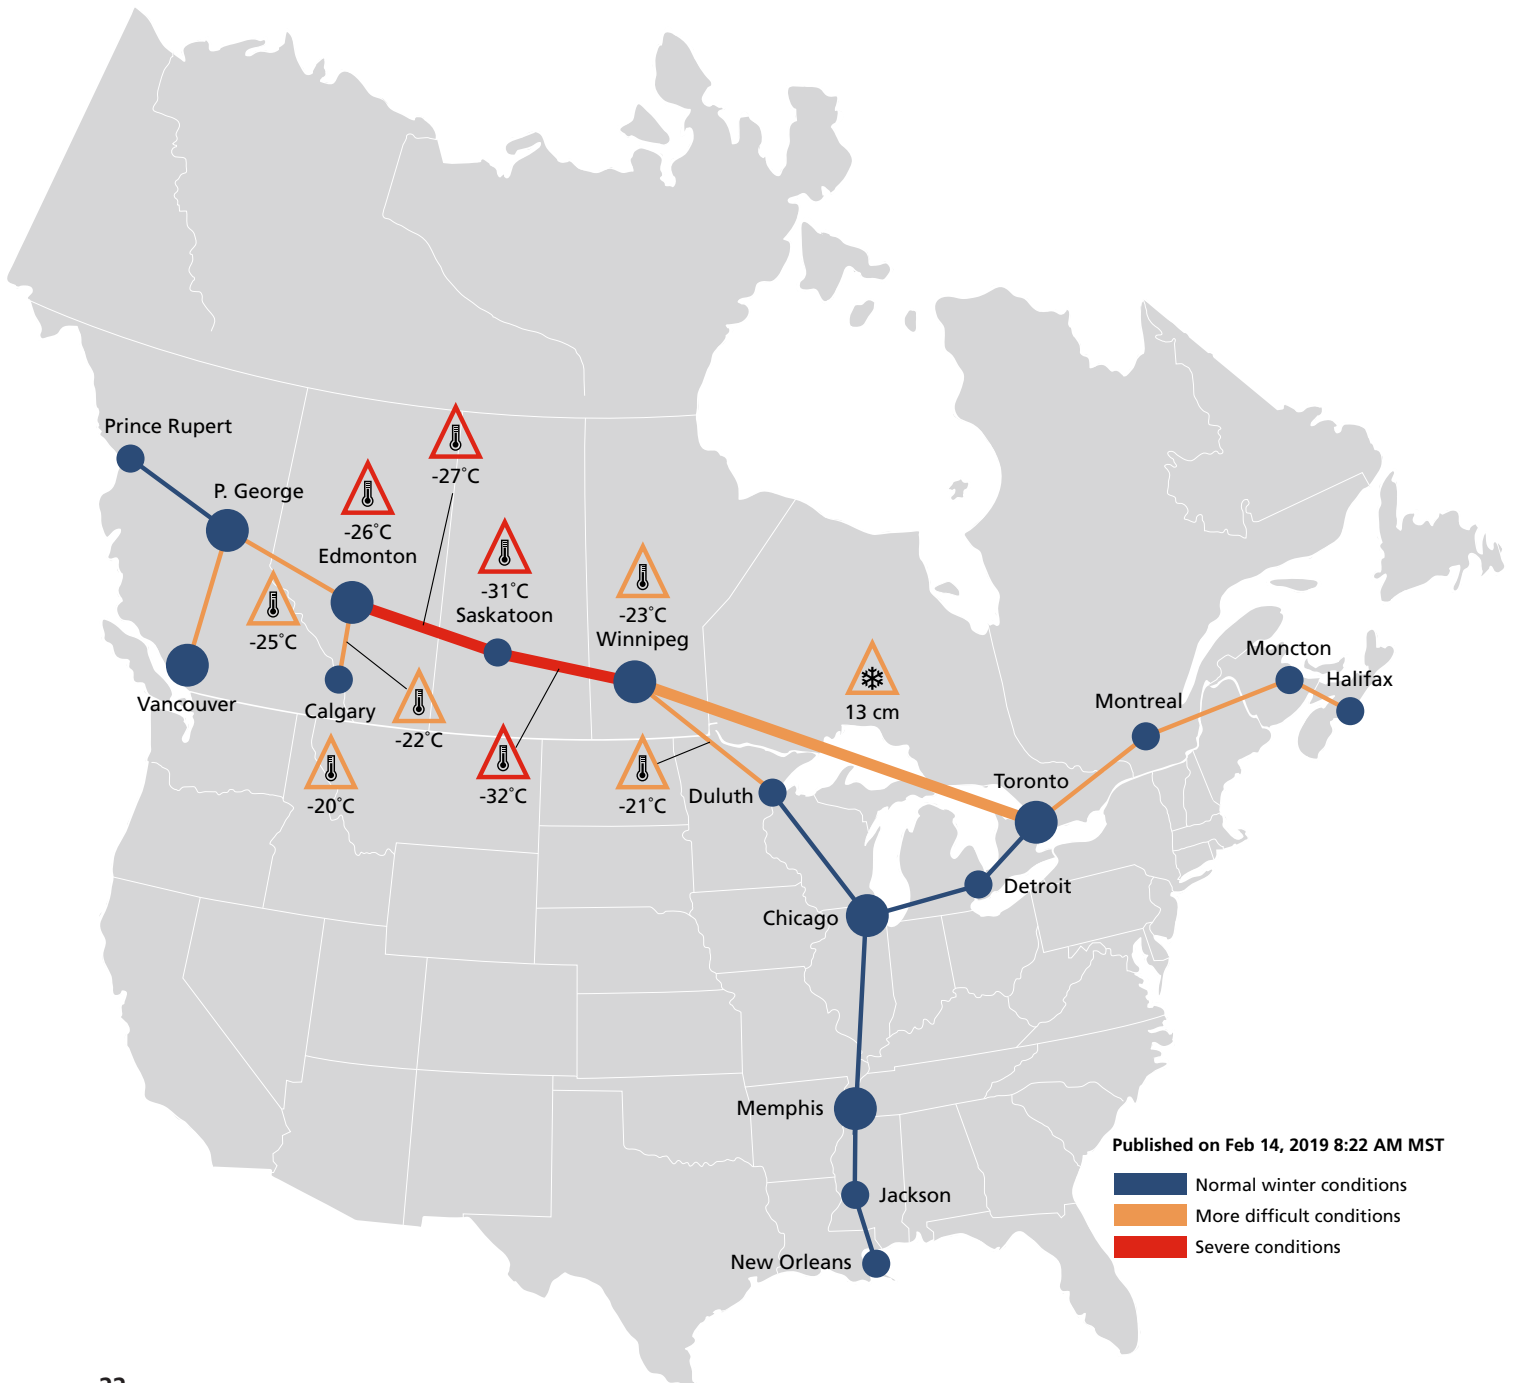 Prince Rupert
P. George
-27˚C
-26˚C
Edmonton
-31˚C
Saskatoon
-23˚C
Winnipeg
-25˚C
Vancouver
Calgary
-22˚C
-20˚C
-32˚C
-21˚C
Duluth
13 cm
Toronto
Montreal
Moncton
Halifax
Detroit
Chicago
Memphis
Jackson
New Orleans
Published on Feb 14, 2019 8:22 AM MST
Normal winter conditions
More difficult conditions
Severe conditions